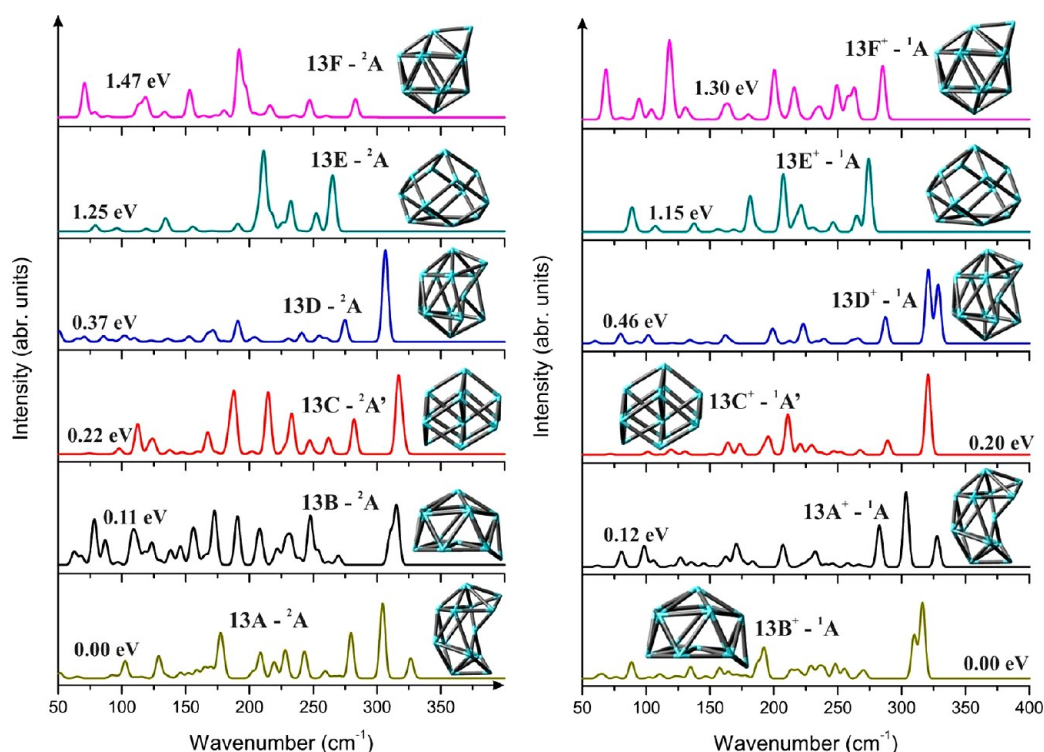 Intensity (abr. units)
1.47 eV
13F - ²A
1.25 eV
13E - ²A
0.37 eV
13D - ²A
0.22 eV
13C - ²A’
0.11 eV
13B - ²A
0.00 eV
13A - ²A
50 100 150 200 250 300 350
Wavenumber (cm⁻¹)
Intensity (abr. units)
1.30 eV
13F⁺ - ¹A
1.15 eV
13E⁺ - ¹A
0.46 eV
13D⁺ - ¹A
13C⁺ - ¹A’
0.20 eV
0.12 eV
13A⁺ - ¹A
13B⁺ - ¹A
0.00 eV
50 100 150 200 250 300 350 400
Wavenumber (cm⁻¹)